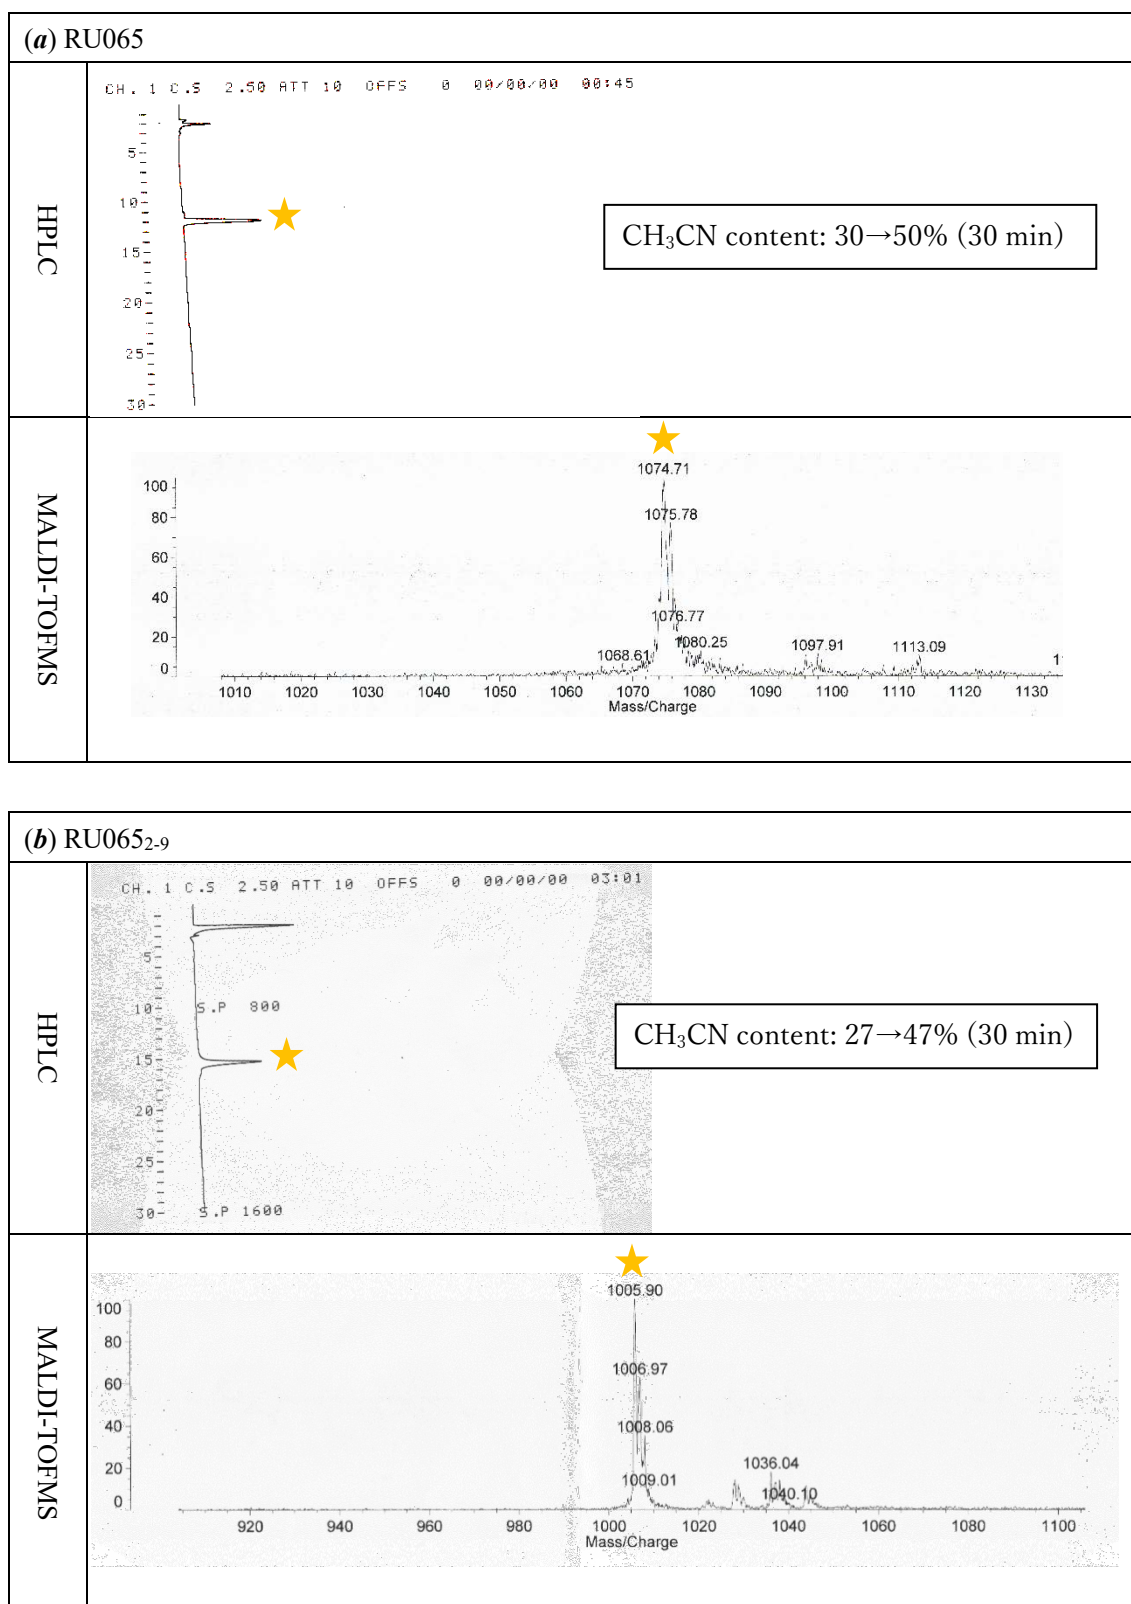 (a) RU065
HPLC
CH. 1 C.S 2.50 ATT 10 OFFS 0 00/00/00 00:45
5
10
15
20
25
30
CH₃CN content: 30→50% (30 min)
MALDI-TOFMS
1074.71
1075.78
1076.77
1068.61
1080.25
1097.91
1113.09
1
100
80
60
40
20
0
1010 1020 1030 1040 1050 1060 1070 1080 1090 1100 1110 1120 1130
Mass/Charge
(b) RU065₂₋₉
HPLC
CH. 1 C.S 2.50 ATT 10 OFFS 0 00/00/00 03:01
5
10
S.P 800
15
20
25
30
S.P 1600
CH₃CN content: 27→47% (30 min)
MALDI-TOFMS
1005.90
1006.97
1008.06
1009.01
1036.04
1040.10
100
80
60
40
20
0
920 940 960 980 1000 1020 1040 1060 1080 1100
Mass/Charge